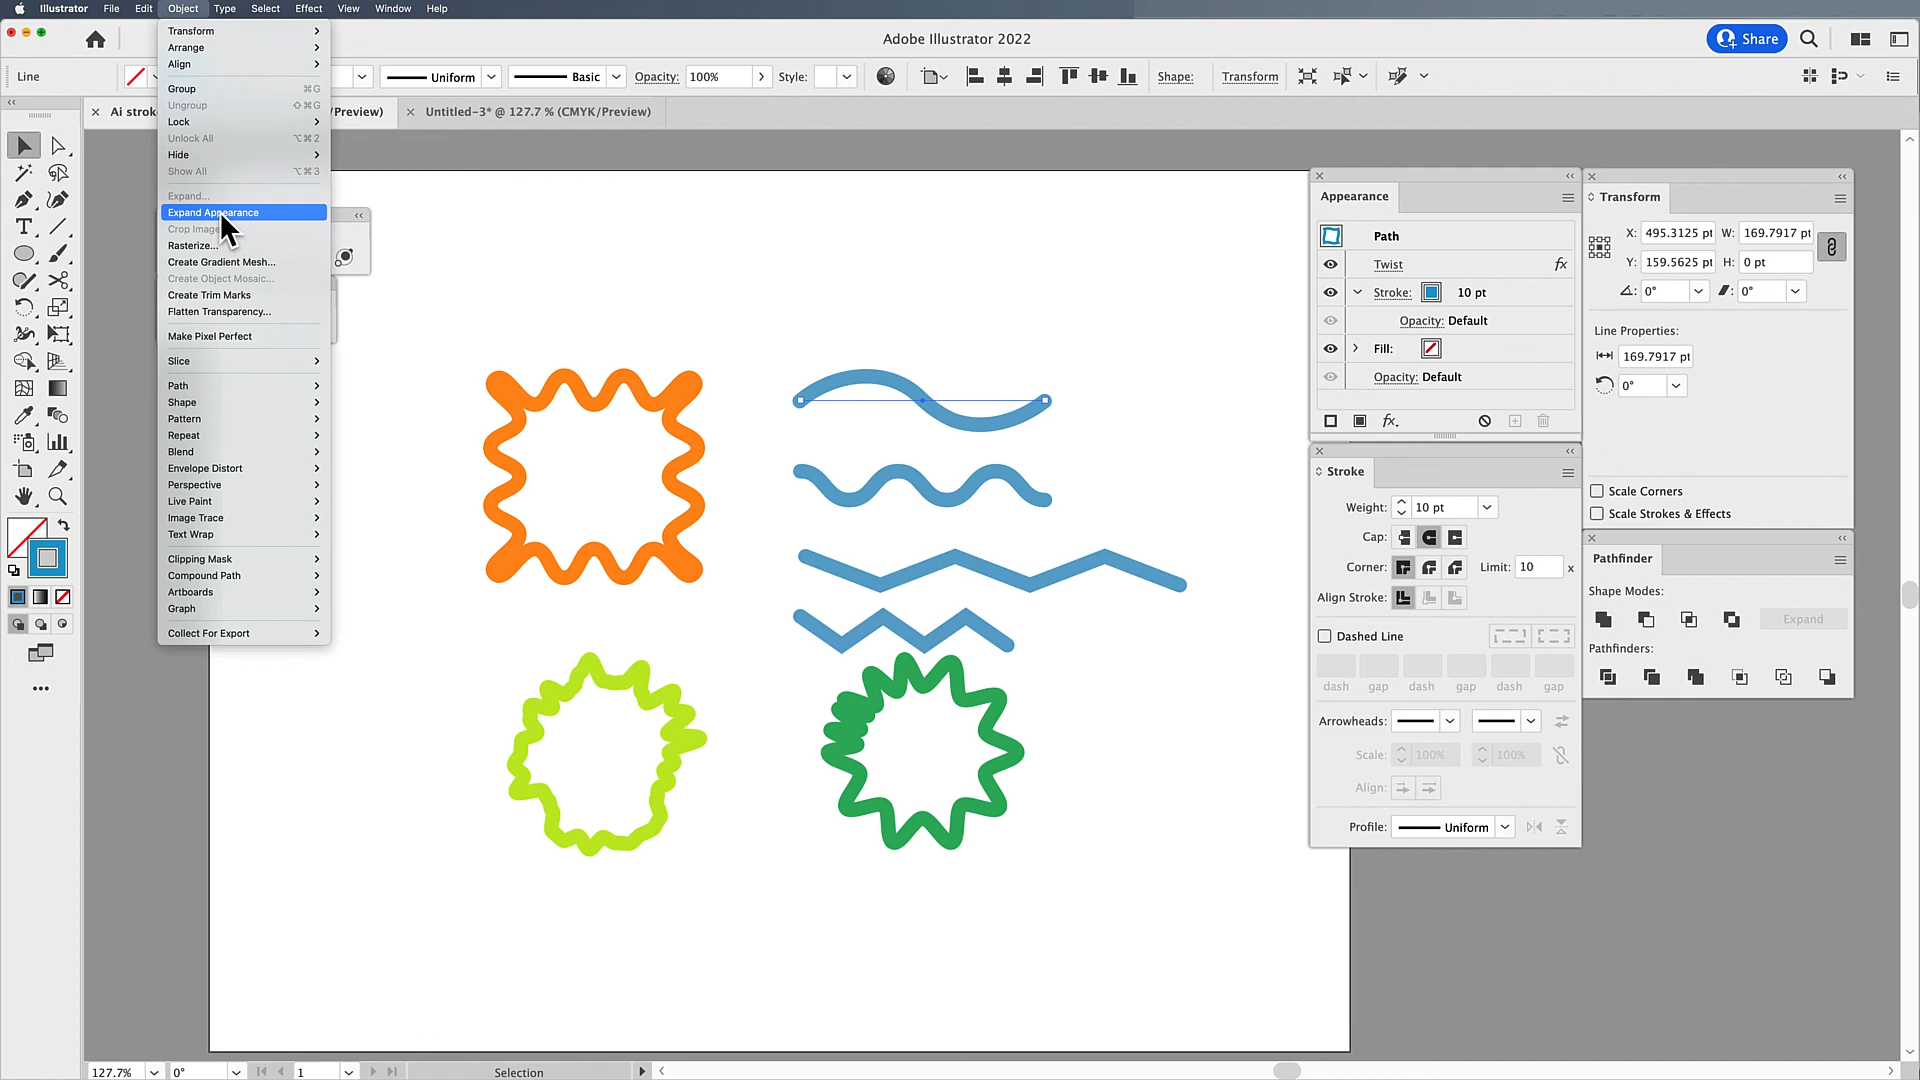 Illustrator File Edit Object Type Select Effect View Window Help
Adobe Illustrator 2022
Share
Line
Uniform
Basic
Opacity: 100%
Style:
Shape:
Transform
× Ai strok
/Preview)
× Untitled-3* @ 127.7 % (CMYK/Preview)
Transform
Arrange
Align
Group ⌘G
Ungroup ⇧⌘G
Lock
Unlock All ⌥⌘2
Hide
Show All ⌥⌘3
Expand...
Expand Appearance
Crop Image
Rasterize...
Create Gradient Mesh...
Create Object Mosaic...
Create Trim Marks
Flatten Transparency...
Make Pixel Perfect
Slice
Path
Shape
Pattern
Repeat
Blend
Envelope Distort
Perspective
Live Paint
Image Trace
Text Wrap
Clipping Mask
Compound Path
Artboards
Graph
Collect For Export
Appearance
Path
Twist fx
Stroke: 10 pt
Opacity: Default
Fill:
Opacity: Default
fx.
Stroke
Weight: 10 pt
Cap:
Corner: Limit: 10 x
Align Stroke:
Dashed Line
dash gap dash gap dash gap
Arrowheads:
Scale: 100% 100%
Align:
Profile: Uniform
Transform
X: 495.3125 pt W: 169.7917 pt
Y: 159.5625 pt H: 0 pt
0° 0°
Line Properties:
169.7917 pt
0°
Scale Corners
Scale Strokes & Effects
Pathfinder
Shape Modes:
Expand
Pathfinders:
127.7% 0° 1 Selection